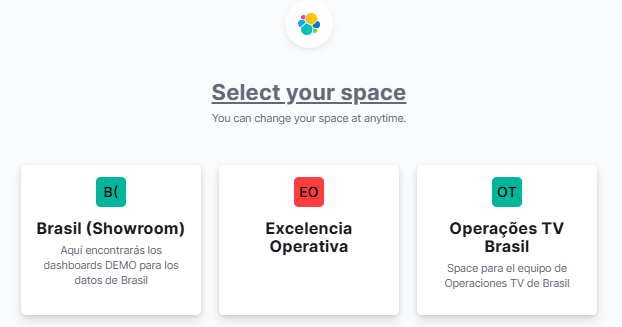 Select your space
You can change your space at anytime.
B(
EO
OT
Brasil (Showroom)
Aquí encontrarás los
dashboards DEMO para los
datos de Brasil
Excelencia
Operativa
Operações TV
Brasil
Space para el equipo de
Operaciones TV de Brasil